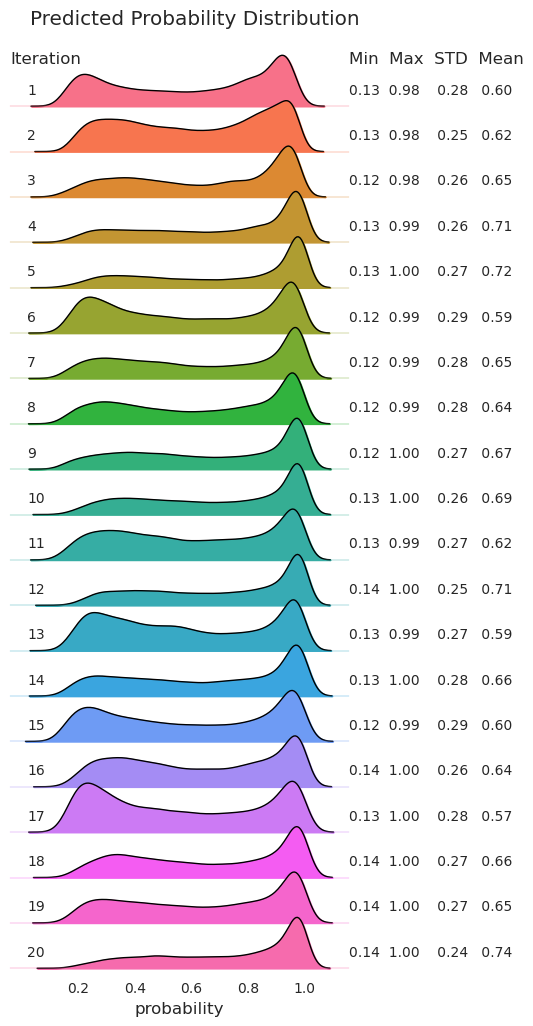 Predicted Probability Distribution
Iteration Min Max STD Mean
1 0.13 0.98 0.28 0.60
2 0.13 0.98 0.25 0.62
3 0.12 0.98 0.26 0.65
4 0.13 0.99 0.26 0.71
5 0.13 1.00 0.27 0.72
6 0.12 0.99 0.29 0.59
7 0.12 0.99 0.28 0.65
8 0.12 0.99 0.28 0.64
9 0.12 1.00 0.27 0.67
10 0.13 1.00 0.26 0.69
11 0.13 0.99 0.27 0.62
12 0.14 1.00 0.25 0.71
13 0.13 0.99 0.27 0.59
14 0.13 1.00 0.28 0.66
15 0.12 0.99 0.29 0.60
16 0.14 1.00 0.26 0.64
17 0.13 1.00 0.28 0.57
18 0.14 1.00 0.27 0.66
19 0.14 1.00 0.27 0.65
20 0.14 1.00 0.24 0.74
0.2 0.4 0.6 0.8 1.0
probability